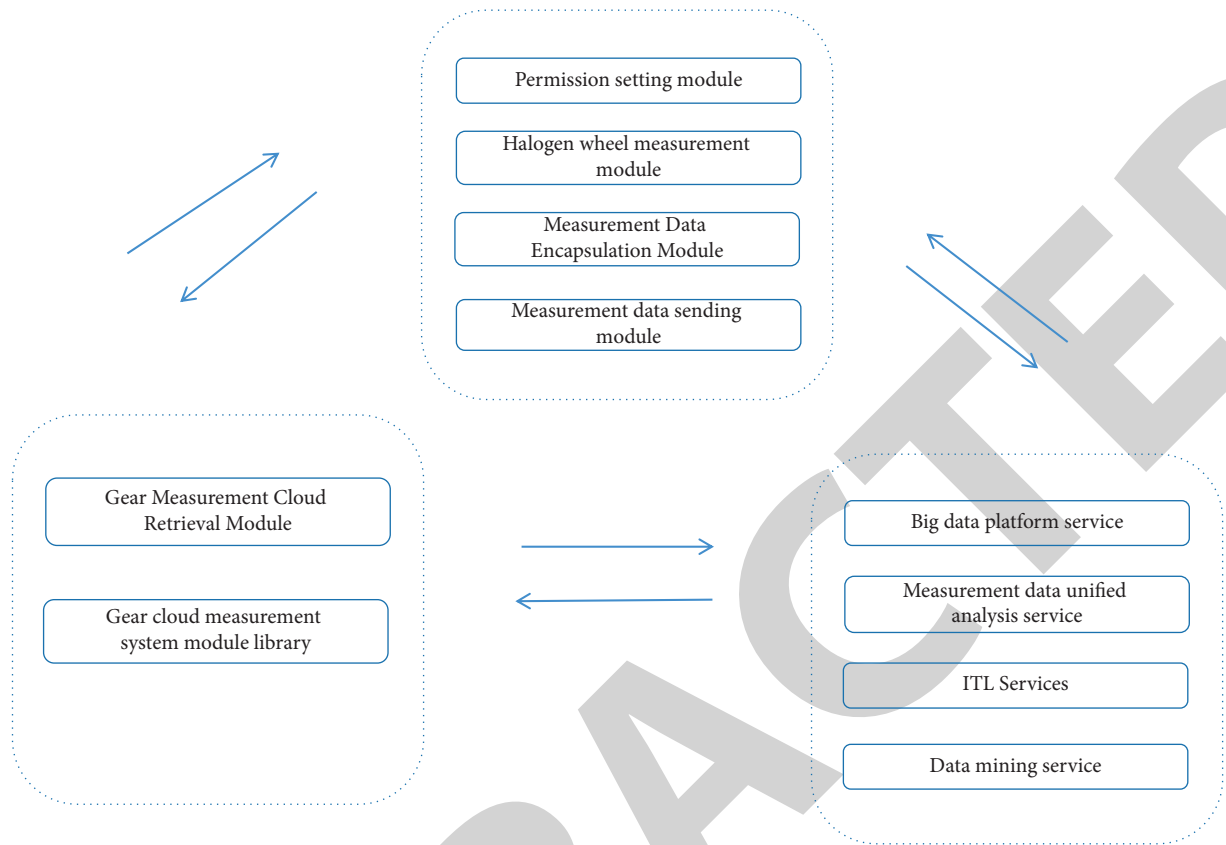 Permission setting module
Halogen wheel measurement
module
Measurement Data
Encapsulation Module
Measurement data sending
module
Gear Measurement Cloud
Retrieval Module
Gear cloud measurement
system module library
Big data platform service
Measurement data unified
analysis service
ITL Services
Data mining service
RACTED